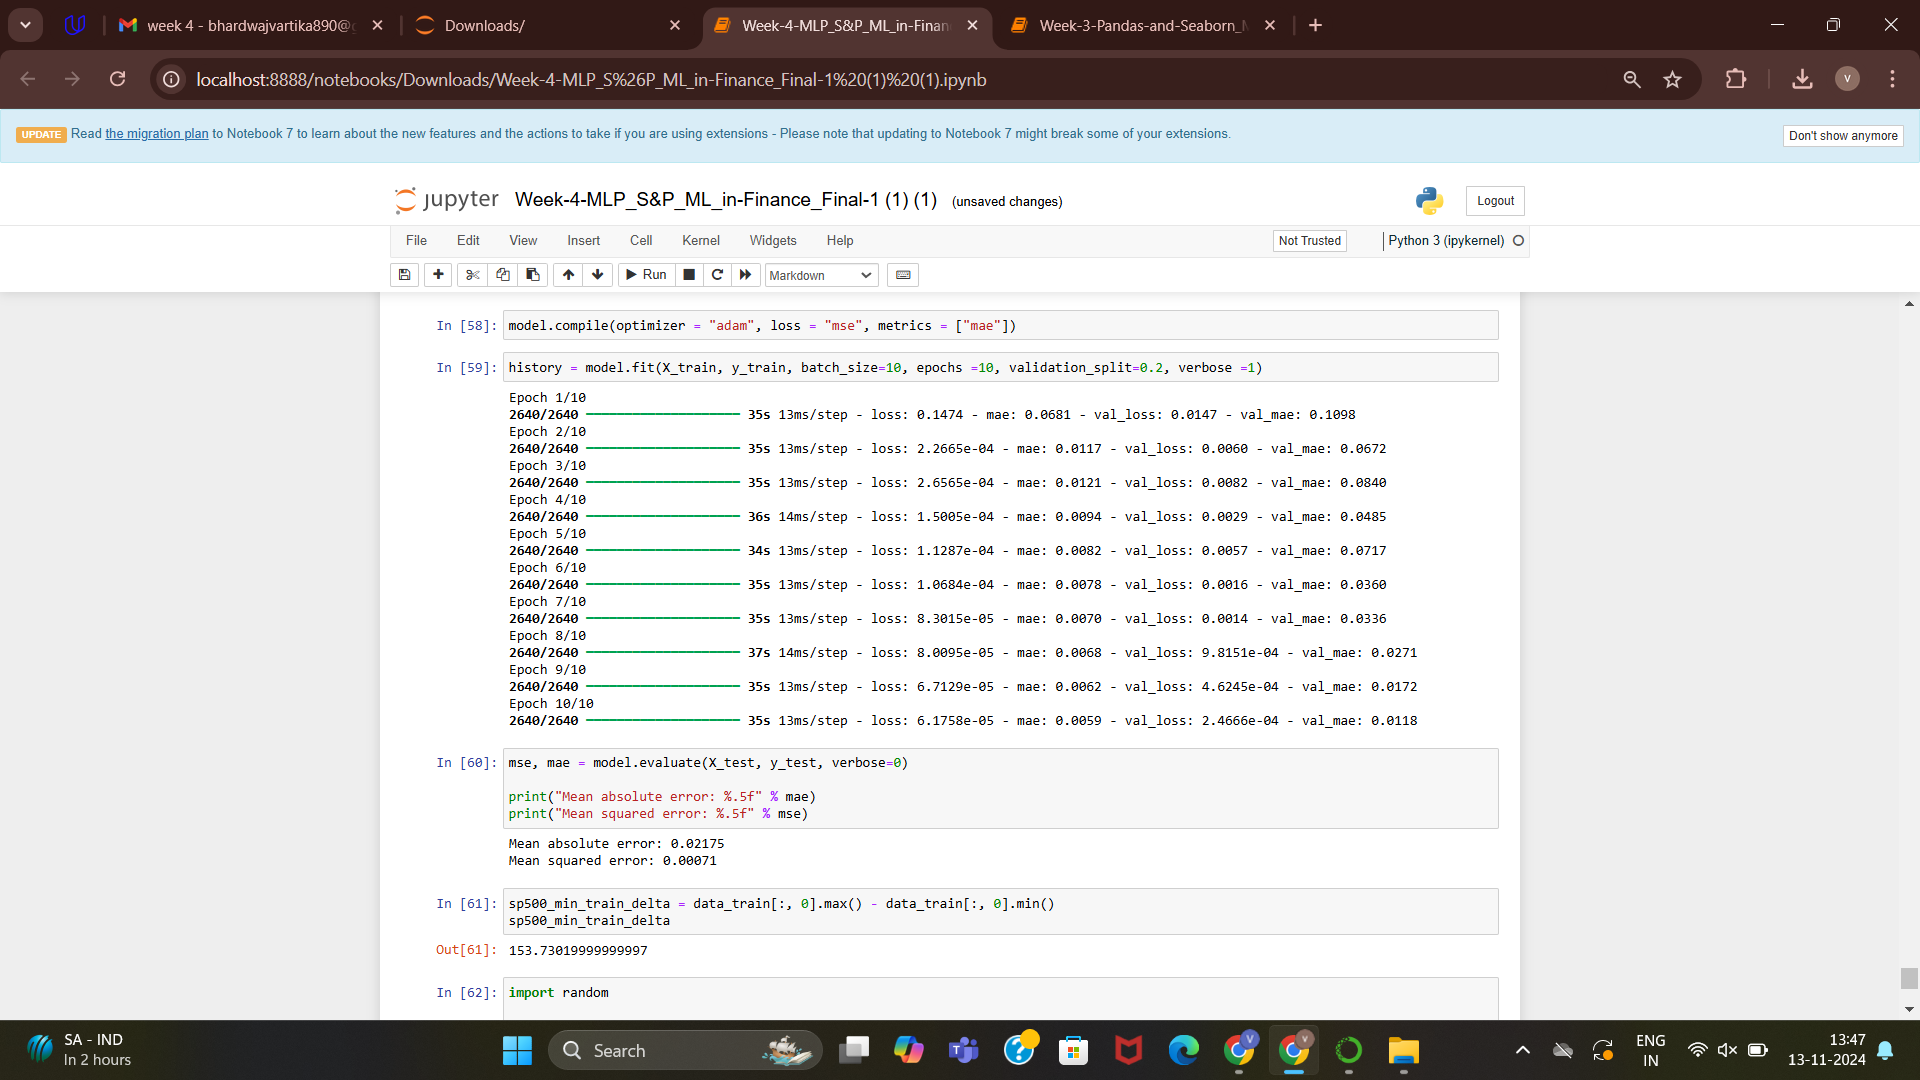 week 4 - bhardwajvartika890@g
Downloads/
Week-4-MLP_S&P_ML_in-Finan
Week-3-Pandas-and-Seaborn_M
localhost:8888/notebooks/Downloads/Week-4-MLP_S%26P_ML_in-Finance_Final-1%20(1)%20(1).ipynb
V
UPDATE Read the migration plan to Notebook 7 to learn about the new features and the actions to take if you are using extensions - Please note that updating to Notebook 7 might break some of your extensions.
Don't show anymore
jupyter Week-4-MLP_S&P_ML_in-Finance_Final-1 (1) (1) (unsaved changes)
Logout
File Edit View Insert Cell Kernel Widgets Help
Not Trusted
Python 3 (ipykernel)
Run
Markdown
In [58]: model.compile(optimizer = "adam", loss = "mse", metrics = ["mae"])
In [59]: history = model.fit(X_train, y_train, batch_size=10, epochs =10, validation_split=0.2, verbose =1)
Epoch 1/10
2640/2640 ━━━━━━━━━━━━━━━━━━━━ 35s 13ms/step - loss: 0.1474 - mae: 0.0681 - val_loss: 0.0147 - val_mae: 0.1098
Epoch 2/10
2640/2640 ━━━━━━━━━━━━━━━━━━━━ 35s 13ms/step - loss: 2.2665e-04 - mae: 0.0117 - val_loss: 0.0060 - val_mae: 0.0672
Epoch 3/10
2640/2640 ━━━━━━━━━━━━━━━━━━━━ 35s 13ms/step - loss: 2.6565e-04 - mae: 0.0121 - val_loss: 0.0082 - val_mae: 0.0840
Epoch 4/10
2640/2640 ━━━━━━━━━━━━━━━━━━━━ 36s 14ms/step - loss: 1.5005e-04 - mae: 0.0094 - val_loss: 0.0029 - val_mae: 0.0485
Epoch 5/10
2640/2640 ━━━━━━━━━━━━━━━━━━━━ 34s 13ms/step - loss: 1.1287e-04 - mae: 0.0082 - val_loss: 0.0057 - val_mae: 0.0717
Epoch 6/10
2640/2640 ━━━━━━━━━━━━━━━━━━━━ 35s 13ms/step - loss: 1.0684e-04 - mae: 0.0078 - val_loss: 0.0016 - val_mae: 0.0360
Epoch 7/10
2640/2640 ━━━━━━━━━━━━━━━━━━━━ 35s 13ms/step - loss: 8.3015e-05 - mae: 0.0070 - val_loss: 0.0014 - val_mae: 0.0336
Epoch 8/10
2640/2640 ━━━━━━━━━━━━━━━━━━━━ 37s 14ms/step - loss: 8.0095e-05 - mae: 0.0068 - val_loss: 9.8151e-04 - val_mae: 0.0271
Epoch 9/10
2640/2640 ━━━━━━━━━━━━━━━━━━━━ 35s 13ms/step - loss: 6.7129e-05 - mae: 0.0062 - val_loss: 4.6245e-04 - val_mae: 0.0172
Epoch 10/10
2640/2640 ━━━━━━━━━━━━━━━━━━━━ 35s 13ms/step - loss: 6.1758e-05 - mae: 0.0059 - val_loss: 2.4666e-04 - val_mae: 0.0118
In [60]: mse, mae = model.evaluate(X_test, y_test, verbose=0)
print("Mean absolute error: %.5f" % mae)
print("Mean squared error: %.5f" % mse)
Mean absolute error: 0.02175
Mean squared error: 0.00071
In [61]: sp500_min_train_delta = data_train[:, 0].max() - data_train[:, 0].min()
sp500_min_train_delta
Out[61]: 153.73019999999997
In [62]: import random
SA - IND
In 2 hours
Search
V
V
ENG
IN
13:47
13-11-2024